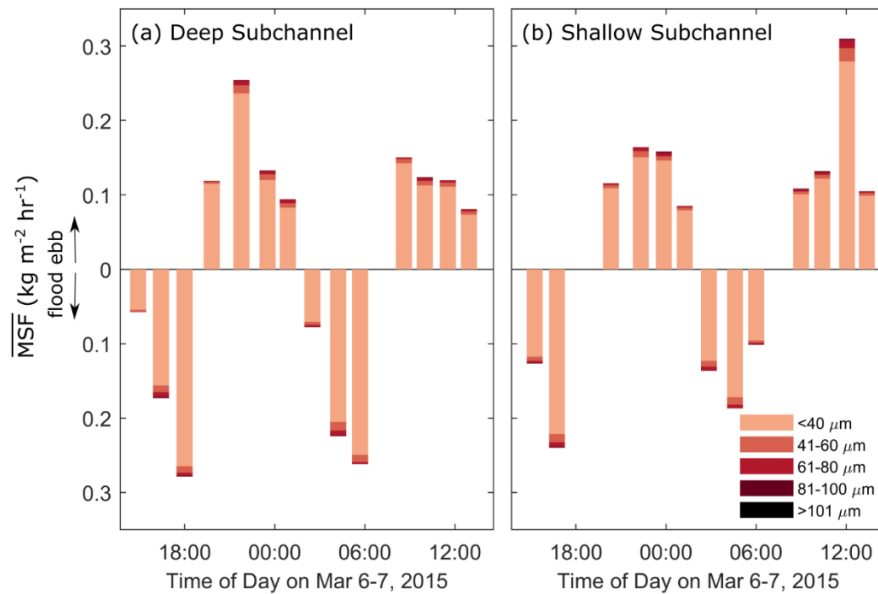 (a) Deep Subchannel
(b) Shallow Subchannel
0.3
0.2
0.1
0
0.1
0.2
0.3
MSF (kg m⁻² hr⁻¹)
flood ebb
<40 μm
41-60 μm
61-80 μm
81-100 μm
>101 μm
18:00 00:00 06:00 12:00
18:00 00:00 06:00 12:00
Time of Day on Mar 6-7, 2015
Time of Day on Mar 6-7, 2015